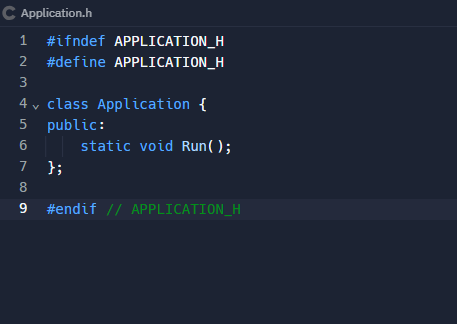 Application.h
1 #ifndef APPLICATION_H
2 #define APPLICATION_H
3
4 class Application {
5 public:
6     static void Run();
7 };
8
9 #endif // APPLICATION_H